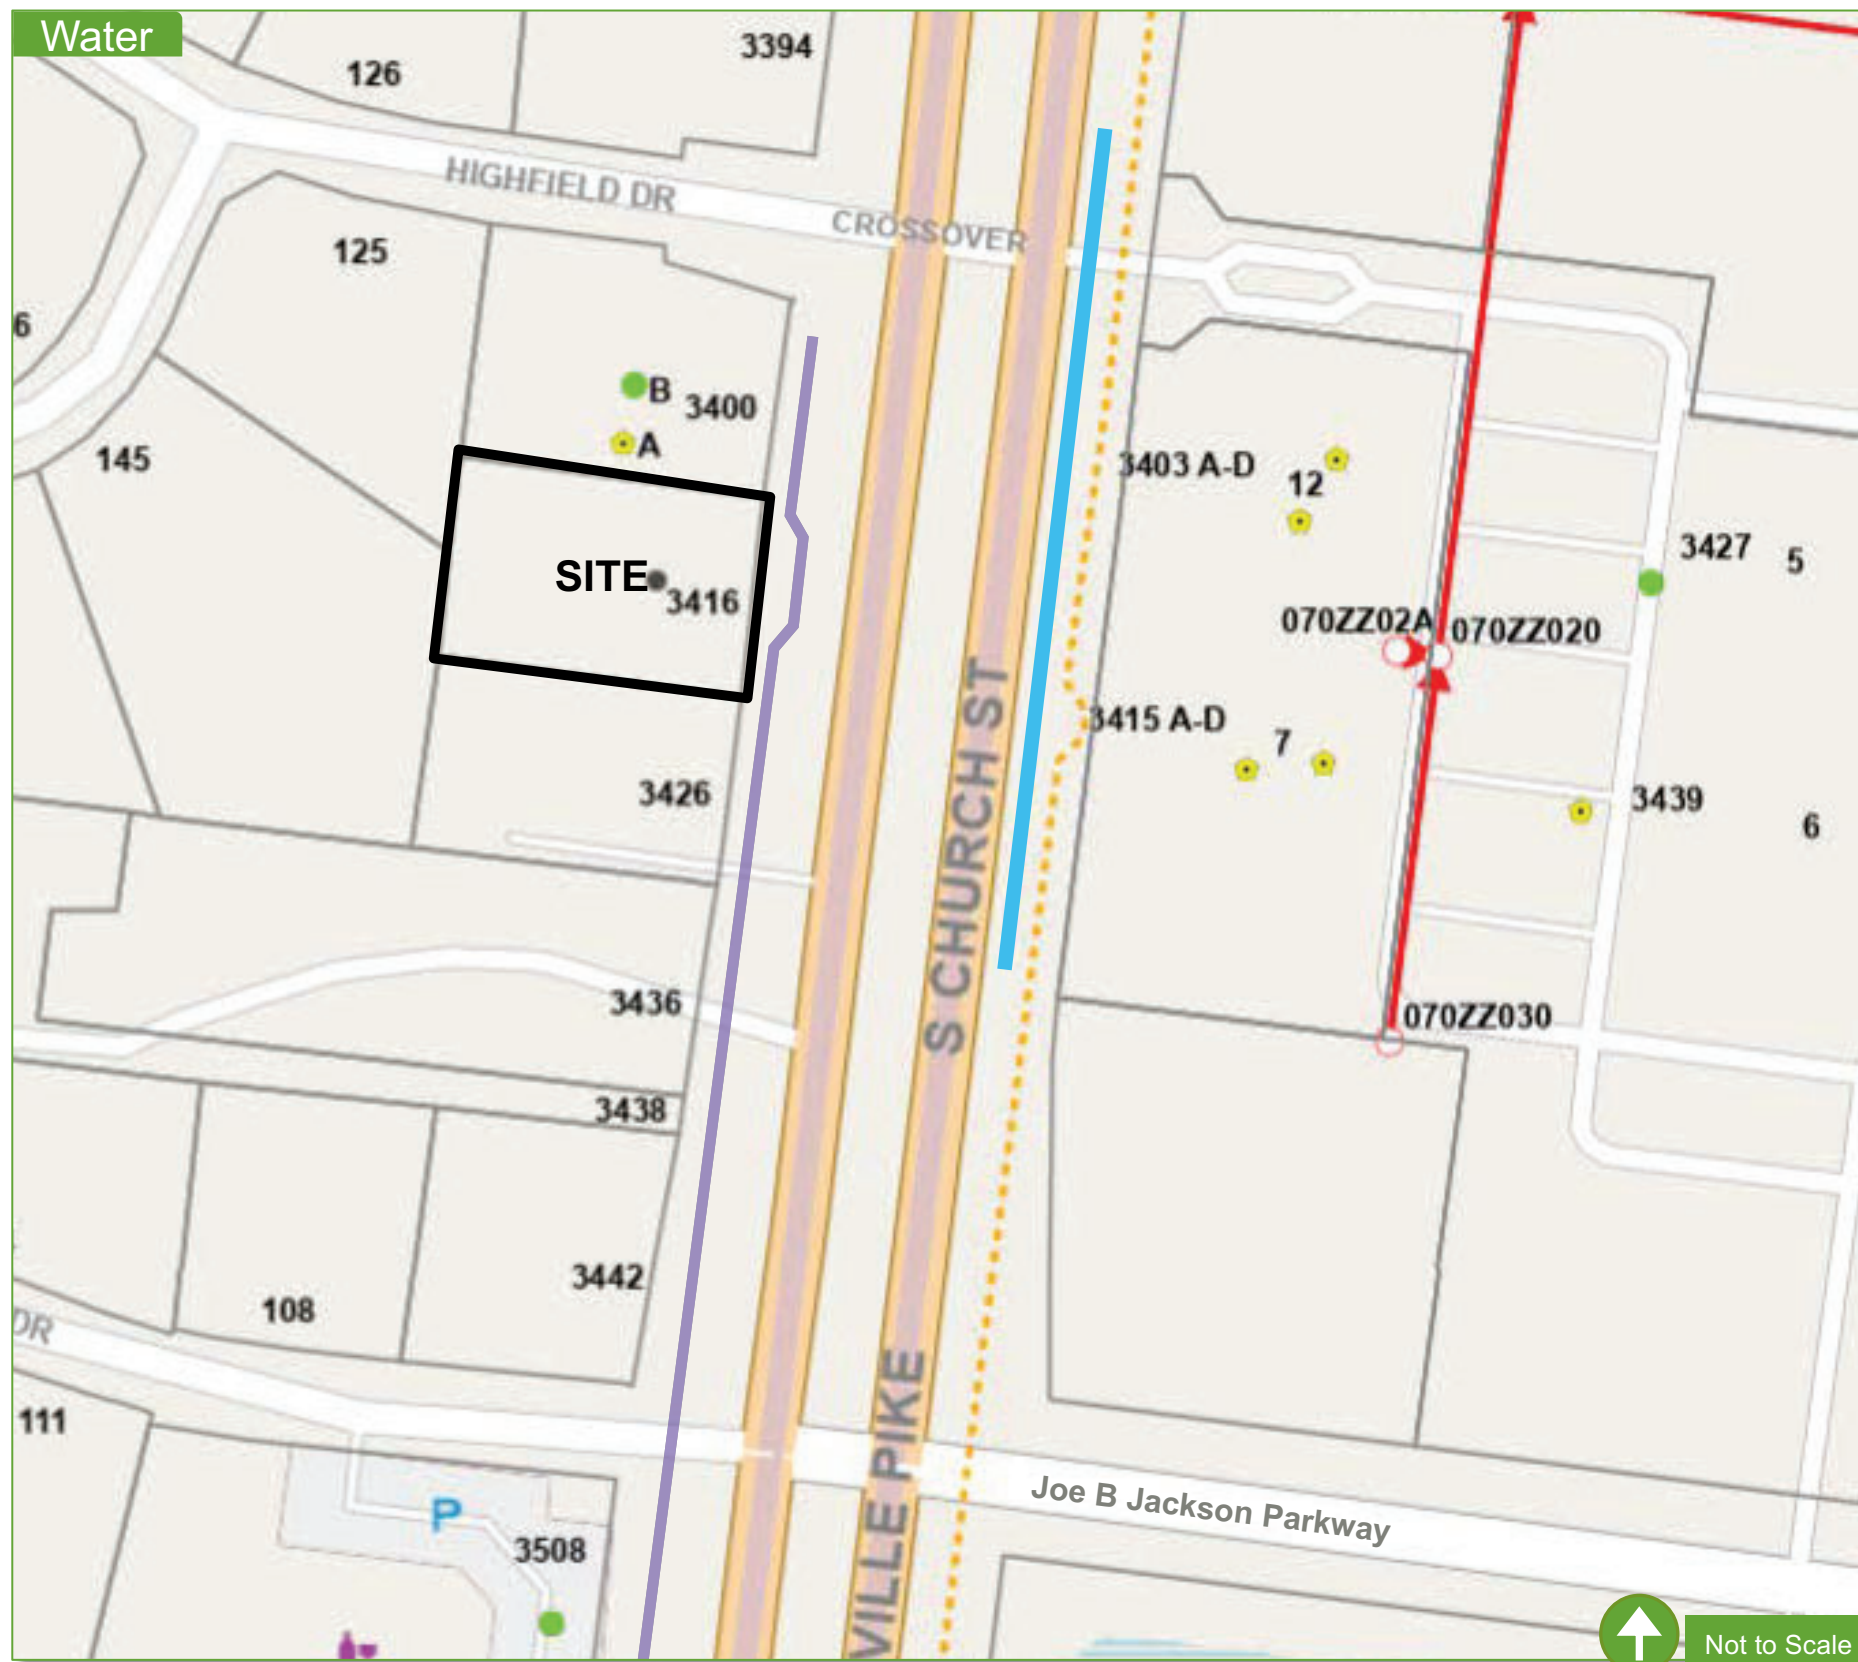 Water
3394
126
HIGHFIELD DR
CROSSOVER
125
6
B
3400
A
145
3403 A-D
12
3427
5
SITE
3416
070ZZ02A
070ZZ020
3415 A-D
7
3426
3439
6
S CHURCH ST
3436
070ZZ030
3438
3442
108
DR
VILLE PIKE
111
Joe B Jackson Parkway
P
3508
Not to Scale